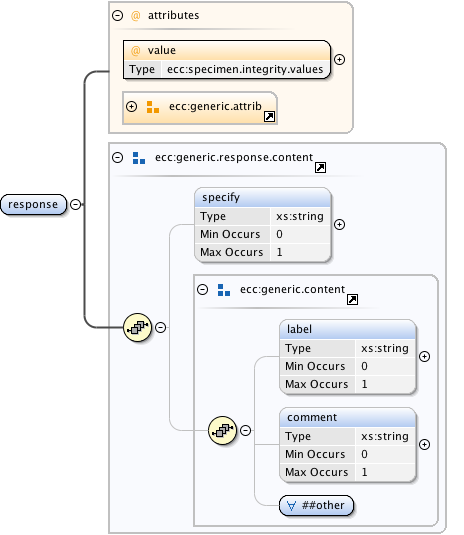 @ attributes
@ value
Type ecc:specimen.integrity.values
ecc:generic.attrib
ecc:generic.response.content
response
specify
Type xs:string
Min Occurs 0
Max Occurs 1
ecc:generic.content
label
Type xs:string
Min Occurs 0
Max Occurs 1
comment
Type xs:string
Min Occurs 0
Max Occurs 1
∀ ##other